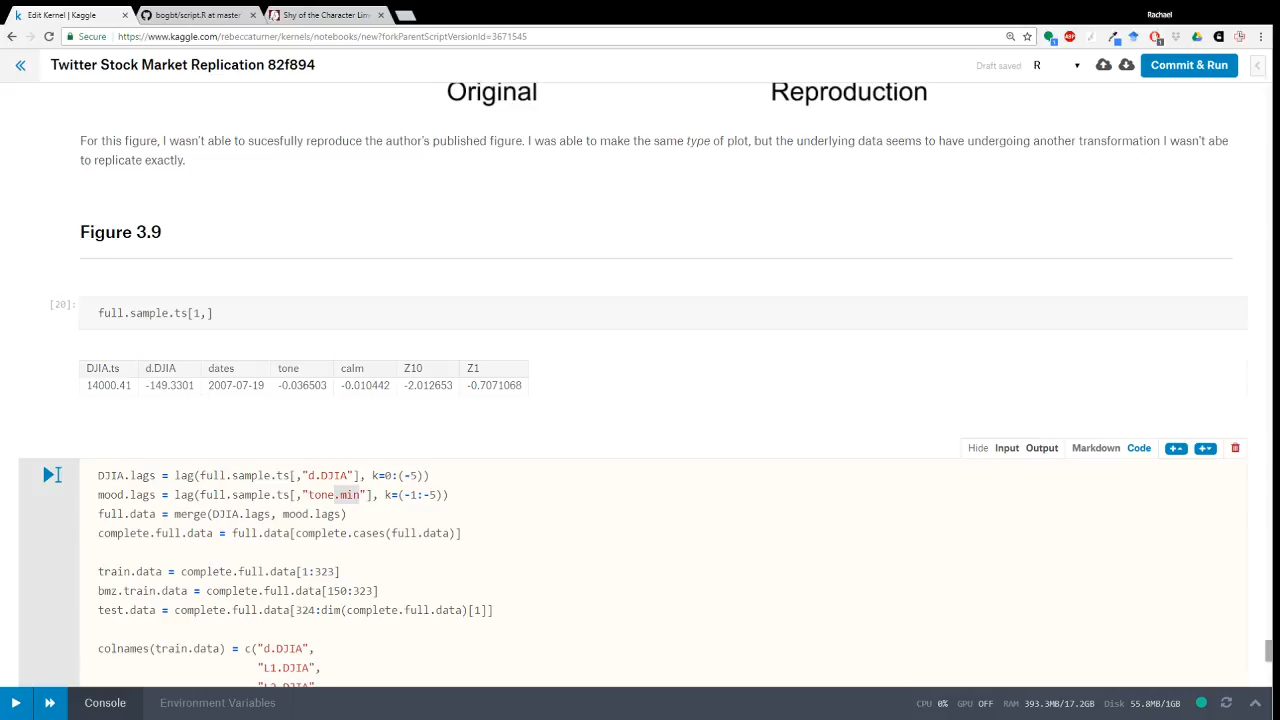 Edit Kernel | Kaggle
bogbt/script.R at master
Shy of the Character Lim
Rachael
Secure
https://www.kaggle.com/rebeccaturner/kernels/notebooks/new?forkParentScriptVersionId=3671545
Twitter Stock Market Replication 82f894
Draft saved
R
Commit & Run
Original Reproduction
For this figure, I wasn't able to sucesfully reproduce the author's published figure. I was able to make the same type of plot, but the underlying data seems to have undergoing another transformation I wasn't abe
to replicate exactly.
Figure 3.9
[20]:
full.sample.ts[1,]
DJIA.ts d.DJIA dates tone calm Z10 Z1
14000.41 -149.3301 2007-07-19 -0.036503 -0.010442 -2.012653 -0.7071068
Hide Input Output Markdown Code
DJIA.lags = lag(full.sample.ts[,"d.DJIA"], k=0:(-5))
mood.lags = lag(full.sample.ts[,"tone.min"], k=(-1:-5))
full.data = merge(DJIA.lags, mood.lags)
complete.full.data = full.data[complete.cases(full.data)]
train.data = complete.full.data[1:323]
bmz.train.data = complete.full.data[150:323]
test.data = complete.full.data[324:dim(complete.full.data)[1]]
colnames(train.data) = c("d.DJIA",
"L1.DJIA",
"L2.DJIA",
Console
Environment Variables
CPU 0% GPU OFF RAM 393.3MB/17.2GB Disk 55.8MB/1GB